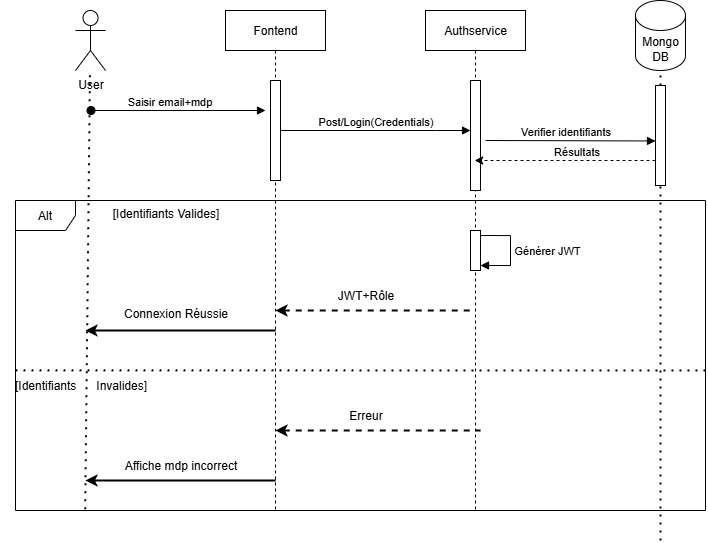 Fontend
Authservice
Mongo
DB
User
Saisir email+mdp
Post/Login(Credentials)
Verifier identifiants
Résultats
Alt
[Identifiants Valides]
Générer JWT
JWT+Rôle
Connexion Réussie
[Identifiants Invalides]
Erreur
Affiche mdp incorrect